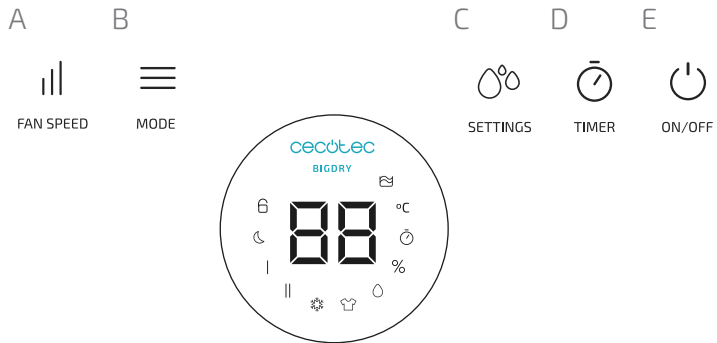 A
B
C
D
E
FAN SPEED
MODE
SETTINGS
TIMER
ON/OFF
cecotec
BIGDRY
88
°C
%
|
||